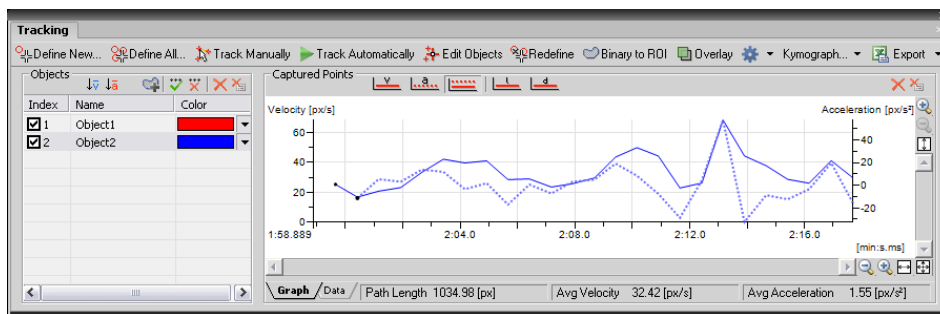 Tracking
Define New... Define All... Track Manually Track Automatically Edit Objects Redefine Binary to ROI Overlay Kymograph... Export
Objects
Index Name Color
1 Object1
2 Object2
Captured Points
v a l d
Velocity [px/s] Acceleration [px/s²]
60
40
20
0
40
20
0
-20
1:58.889 2:04.0 2:08.0 2:12.0 2:16.0
[min:s.ms]
Graph Data Path Length 1034.98 [px] Avg Velocity 32.42 [px/s] Avg Acceleration 1.55 [px/s²]